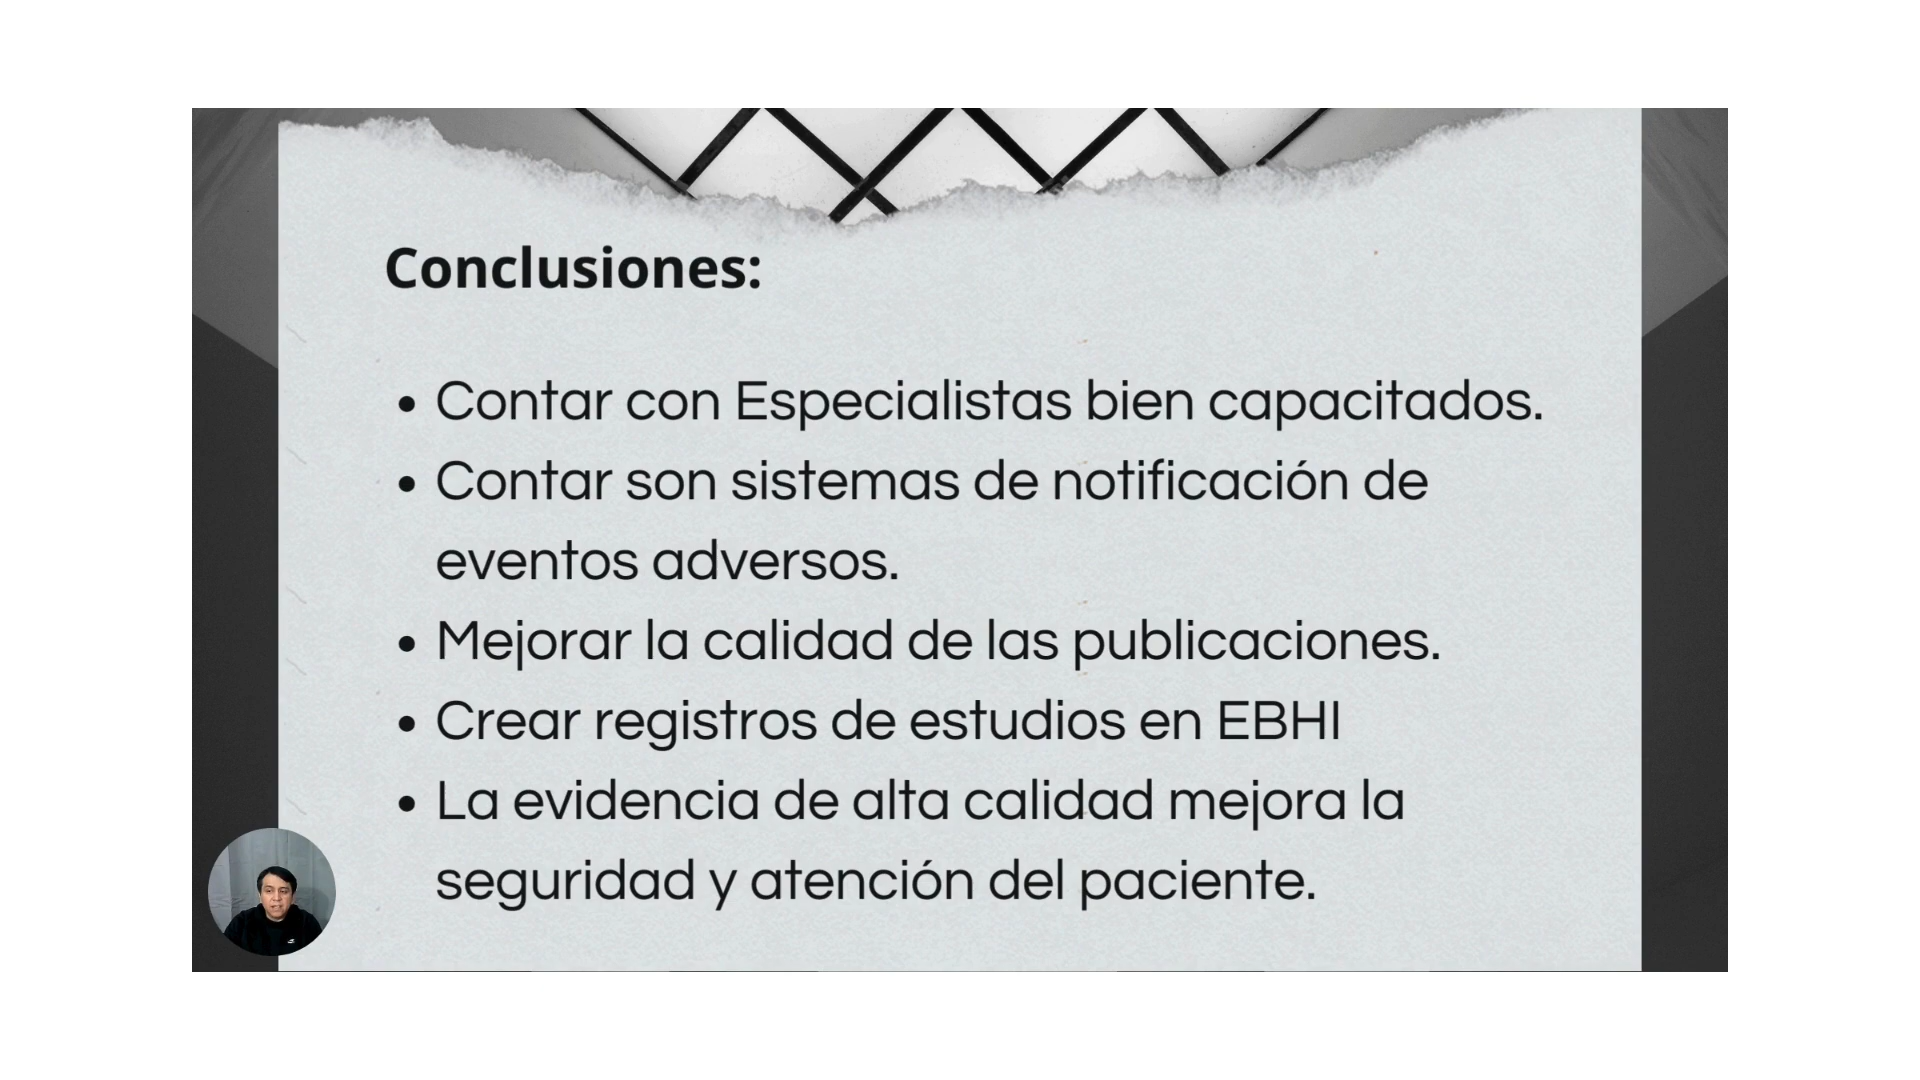 Conclusiones:
• Contar con Especialistas bien capacitados.
• Contar son sistemas de notificación de
eventos adversos.
• Mejorar la calidad de las publicaciones.
• Crear registros de estudios en EBHI
• La evidencia de alta calidad mejora la
seguridad y atención del paciente.